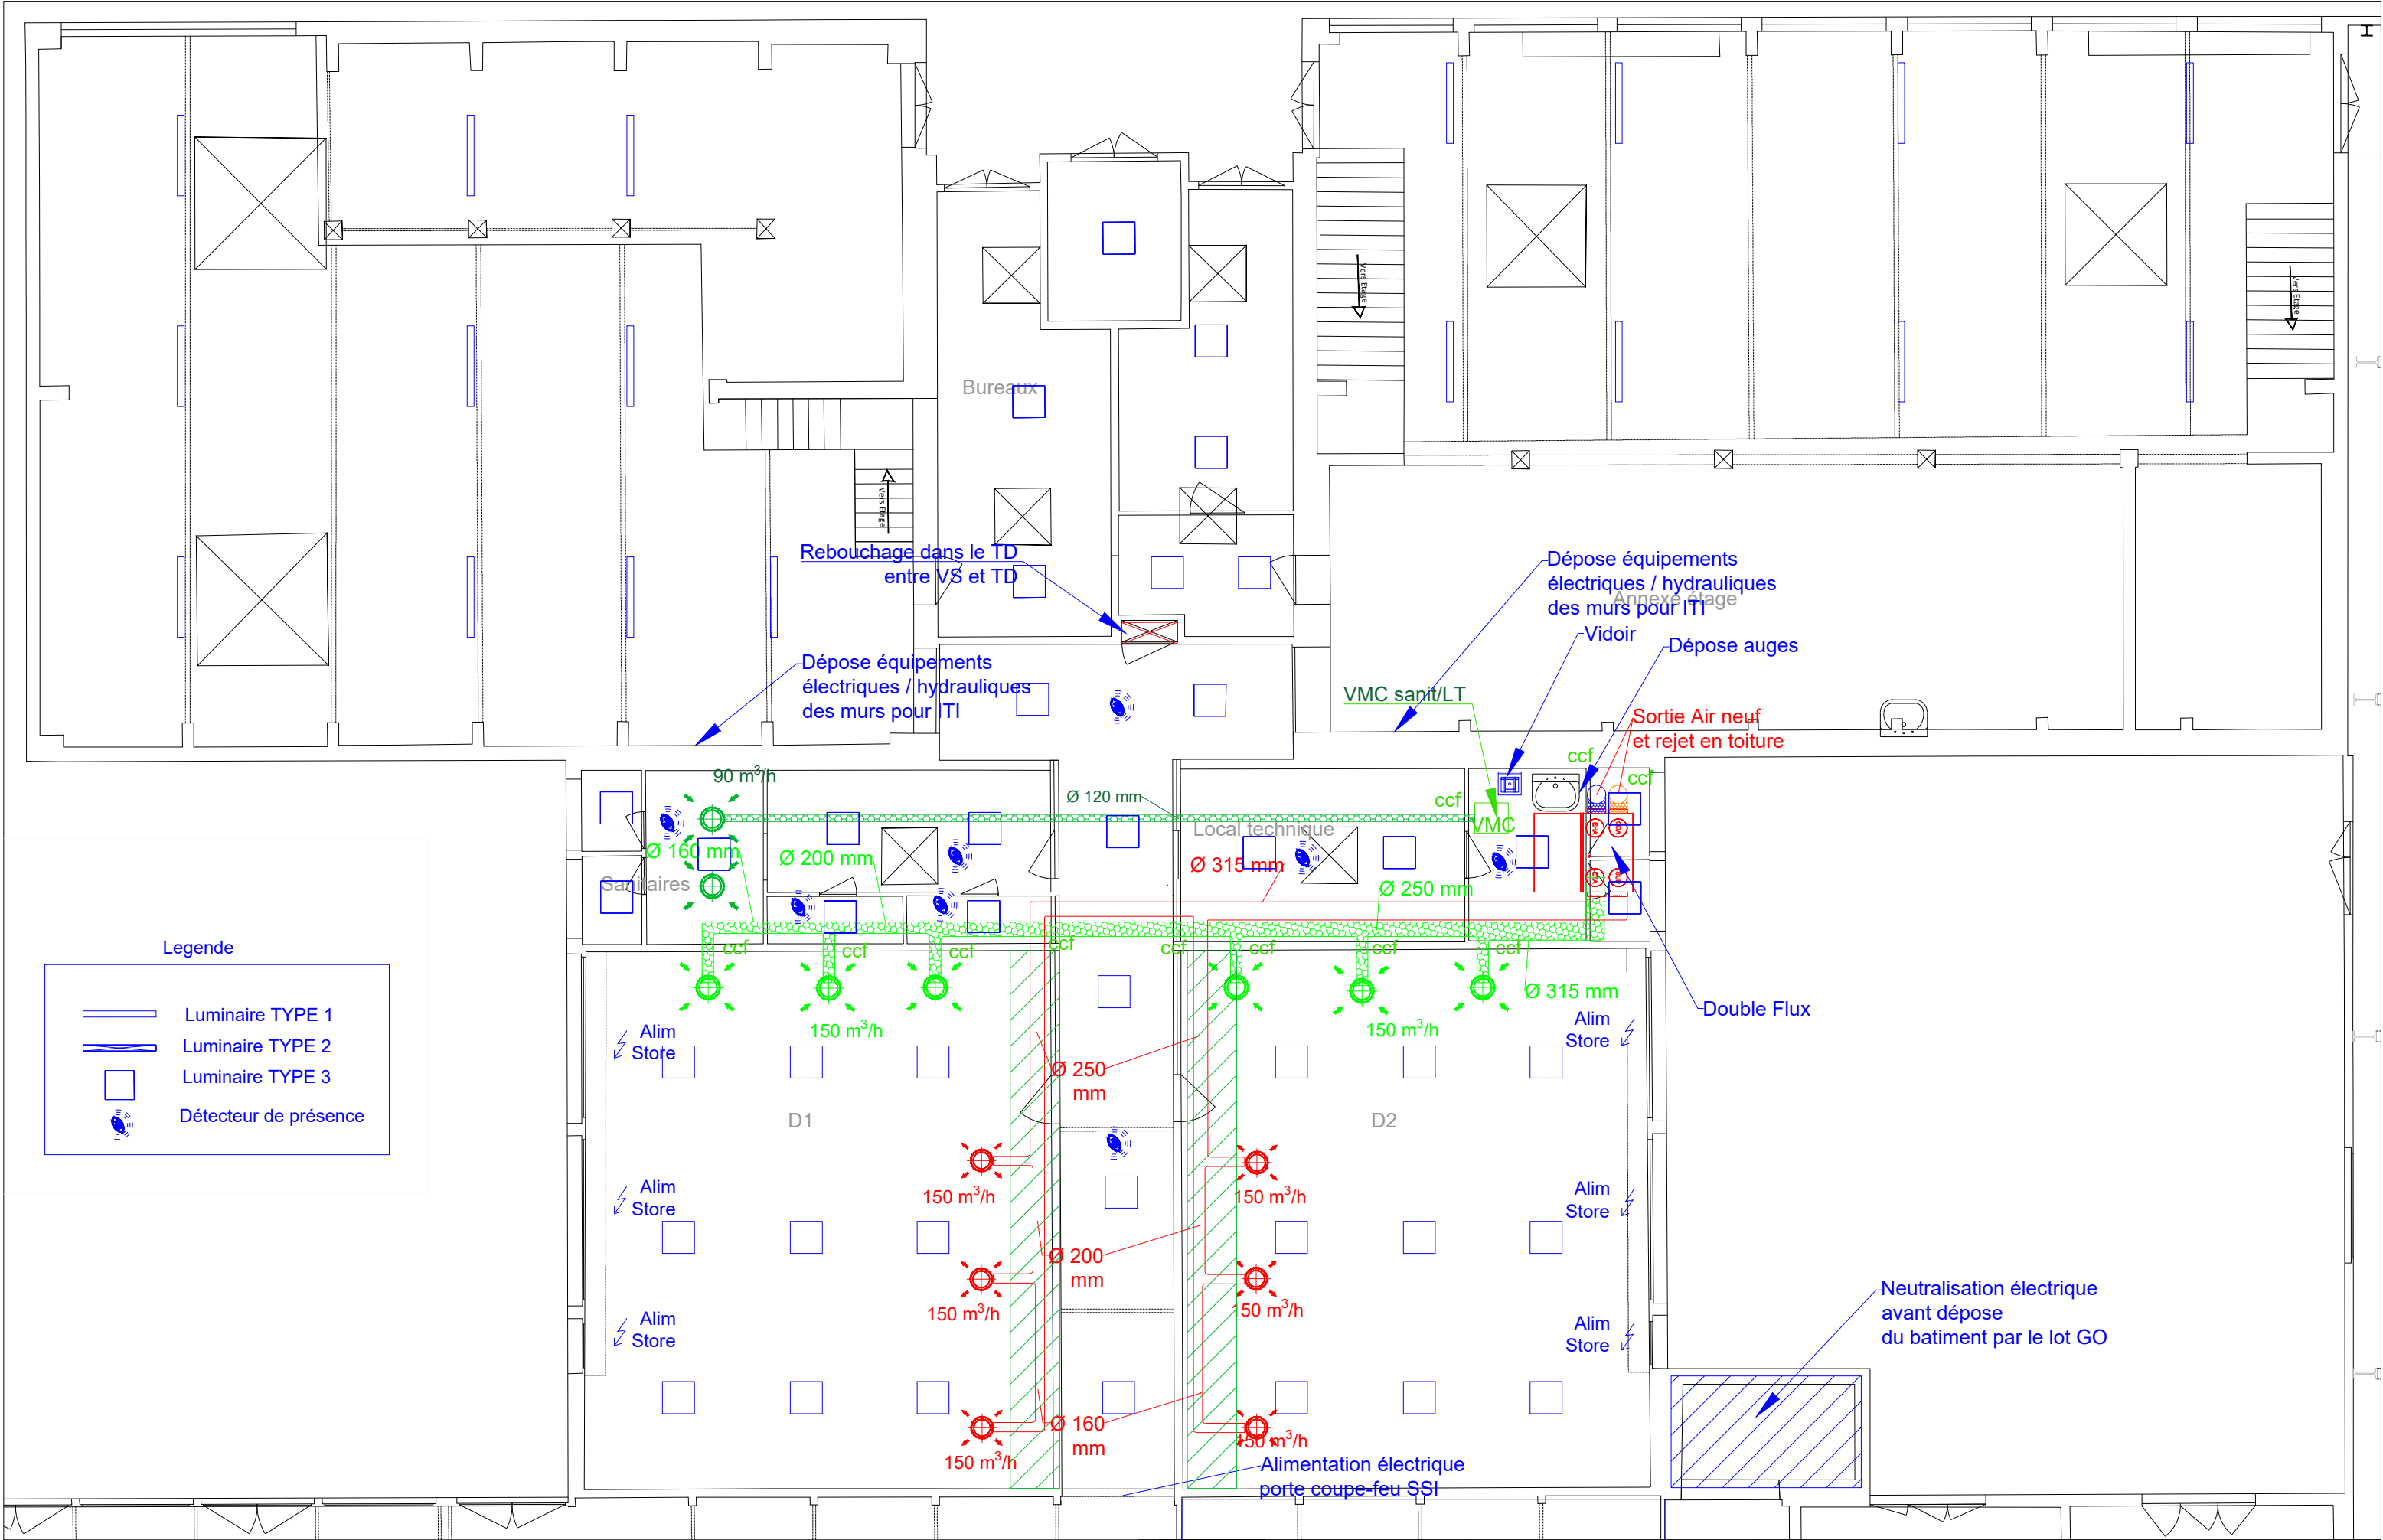 H
Vers Etage
Vers Etage
Bureaux
Vers Etage
Rebouchage dans le TD
entre VS et TD
Dépose équipements
électriques / hydrauliques
des murs pour ITI
Annexe étage
Vidoir
Dépose auges
Dépose équipements
électriques / hydrauliques
des murs pour ITI
VMC sanit/LT
Sortie Air neuf
et rejet en toiture
ccf
ccf
90 m³/h
Ø 120 mm
ccf
VMC
Local technique
Ø 160 mm
Ø 200 mm
Ø 315 mm
Ø 250 mm
Sanitaires
Legende
Luminaire TYPE 1
Luminaire TYPE 2
Luminaire TYPE 3
Détecteur de présence
ccf
ccf
ccf
ccf
ccf
ccf
ccf
ccf
Ø 315 mm
Double Flux
150 m³/h
150 m³/h
Alim
Store
Alim
Store
Ø 250
mm
D1
D2
Alim
Store
150 m³/h
150 m³/h
Alim
Store
Ø 200
mm
150 m³/h
150 m³/h
Alim
Store
Alim
Store
Neutralisation électrique
avant dépose
du batiment par le lot GO
Ø 160
mm
150 m³/h
150 m³/h
Alimentation électrique
porte coupe-feu SSI